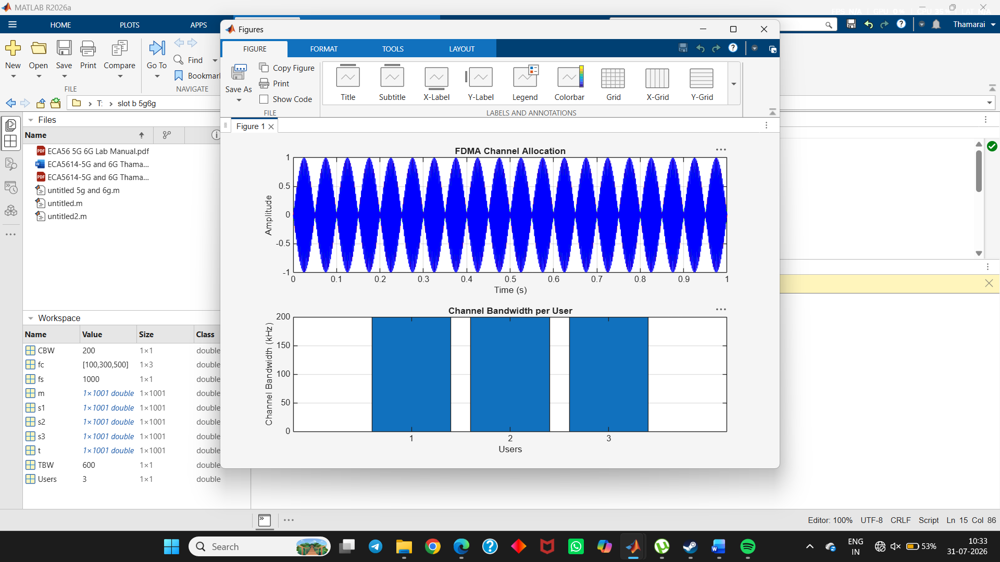 MATLAB R2026a
FPS N/A | GPU 0% | CPU 35% | LAT N/A
HOME PLOTS APPS
Thamarai
New Open Save Print Compare Go To Find Bookmark
FILE NAVIGATE
T: slot b 5g6g
Files
Name
ECA56 5G 6G Lab Manual.pdf
ECA5614-5G and 6G Thama...
ECA5614-5G and 6G Thama...
untitled 5g and 6g.m
untitled.m
untitled2.m
Workspace
Name Value Size Class
CBW 200 1×1 double
fc [100,300,500] 1×3 double
fs 1000 1×1 double
m 1×1001 double 1×1001 double
s1 1×1001 double 1×1001 double
s2 1×1001 double 1×1001 double
s3 1×1001 double 1×1001 double
t 1×1001 double 1×1001 double
TBW 600 1×1 double
Users 3 1×1 double
Figures
FIGURE FORMAT TOOLS LAYOUT
Save As Copy Figure
Print
Show Code
FILE
Title Subtitle X-Label Y-Label Legend Colorbar Grid X-Grid Y-Grid
LABELS AND ANNOTATIONS
Figure 1
FDMA Channel Allocation
1
0.5
0
-0.5
-1
Amplitude
0 0.1 0.2 0.3 0.4 0.5 0.6 0.7 0.8 0.9 1
Time (s)
Channel Bandwidth per User
200
150
100
50
0
Channel Bandwidth (kHz)
1 2 3
Users
Editor: 100% UTF-8 CRLF Script Ln 15 Col 86
Search
ENG
IN
53%
10:33
31-07-2026